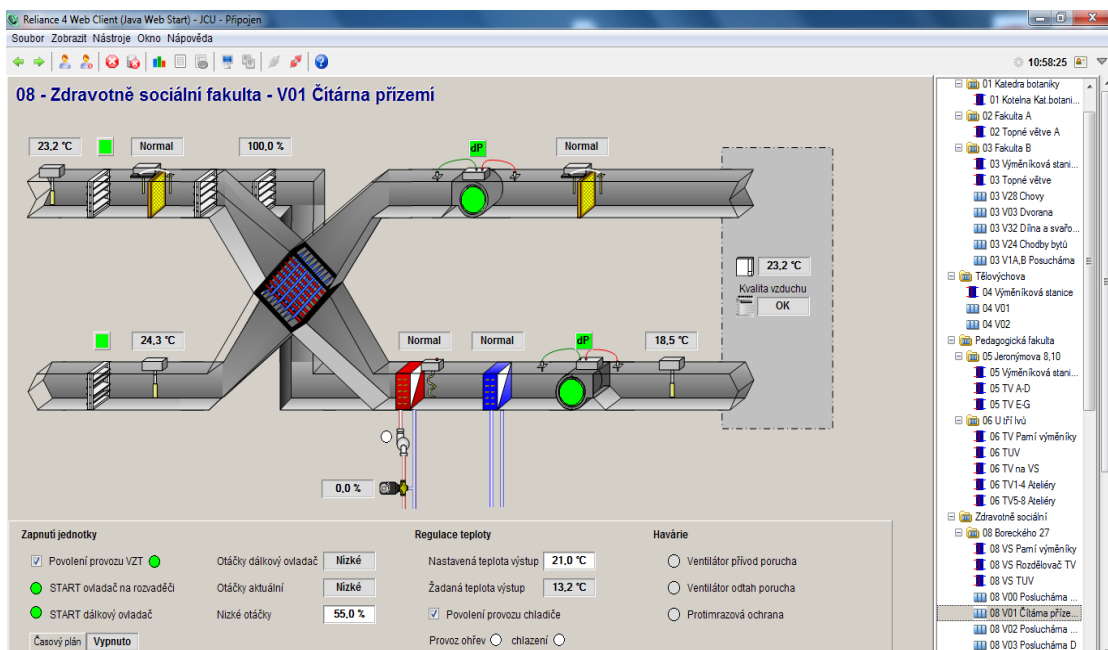 Reliance 4 Web Client (Java Web Start) - JCU - Připojen
Soubor Zobrazit Nástroje Okno Nápověda
10:58:25
08 - Zdravotně sociální fakulta - V01 Čítárna přízemí
23,2 °C
Normal
100,0 %
dP
Normal
23,2 °C
Kvalita vzduchu
OK
24,3 °C
Normal
Normal
dP
18,5 °C
0,0 %
Zapnutí jednotky
Povolení provozu VZT
START ovladač na rozvaděči
START dálkový ovladač
Časový plán Vypnuto
Otáčky dálkový ovladač Nízké
Otáčky aktuální Nízké
Nízké otáčky 55,0 %
Regulace teploty
Nastavená teplota výstup 21,0 °C
Žádaná teplota výstup 13,2 °C
Povolení provozu chladiče
Provoz ohřev chlazení
Havárie
Ventilátor přívod porucha
Ventilátor odtah porucha
Protimrazová ochrana
01 Katedra botaniky
01 Kotelna Kat.botani...
02 Fakulta A
02 Topné větve A
03 Fakulta B
03 Výměníková stani...
03 Topné větve
03 V28 Chovy
03 V03 Dvorana
03 V32 Dílna a svařo...
03 V24 Chodby bytů
03 V1A,B Posucháma
Tělovýchova
04 Výměníková stanice
04 V01
04 V02
Pedagogická fakulta
05 Jeronýmova 8,10
05 Výměníková stani...
05 TV A-D
05 TV E-G
06 U tří lvů
06 TV Parní výměníky
06 TUV
06 TV na VS
06 TV1-4 Ateliéry
06 TV5-8 Ateliéry
Zdravotně sociální
08 Boreckého 27
08 VS Parní výměníky
08 VS Rozdělovač TV
08 VS TUV
08 V00 Poslucháma ...
08 V01 Čítárna příze...
08 V02 Poslucháma ...
08 V03 Poslucháma D